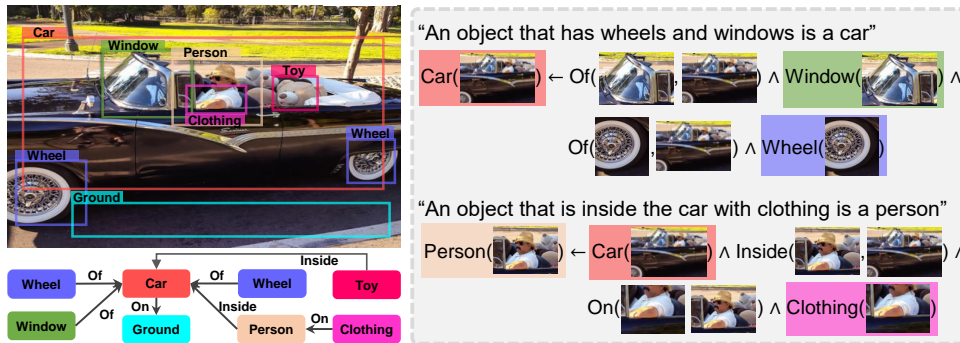 Car
Window
Person
Toy
Clothing
Wheel
Wheel
Ground
Inside
Wheel
Of
Car
Of
Wheel
Toy
Of
On
Inside
Window
Ground
Person
On
Clothing
“An object that has wheels and windows is a car”
Car( ) ← Of( , ) ∧ Window( ) ∧
Of( , ) ∧ Wheel( )
“An object that is inside the car with clothing is a person”
Person( ) ← Car( ) ∧ Inside( , ) ∧
On( , ) ∧ Clothing( )